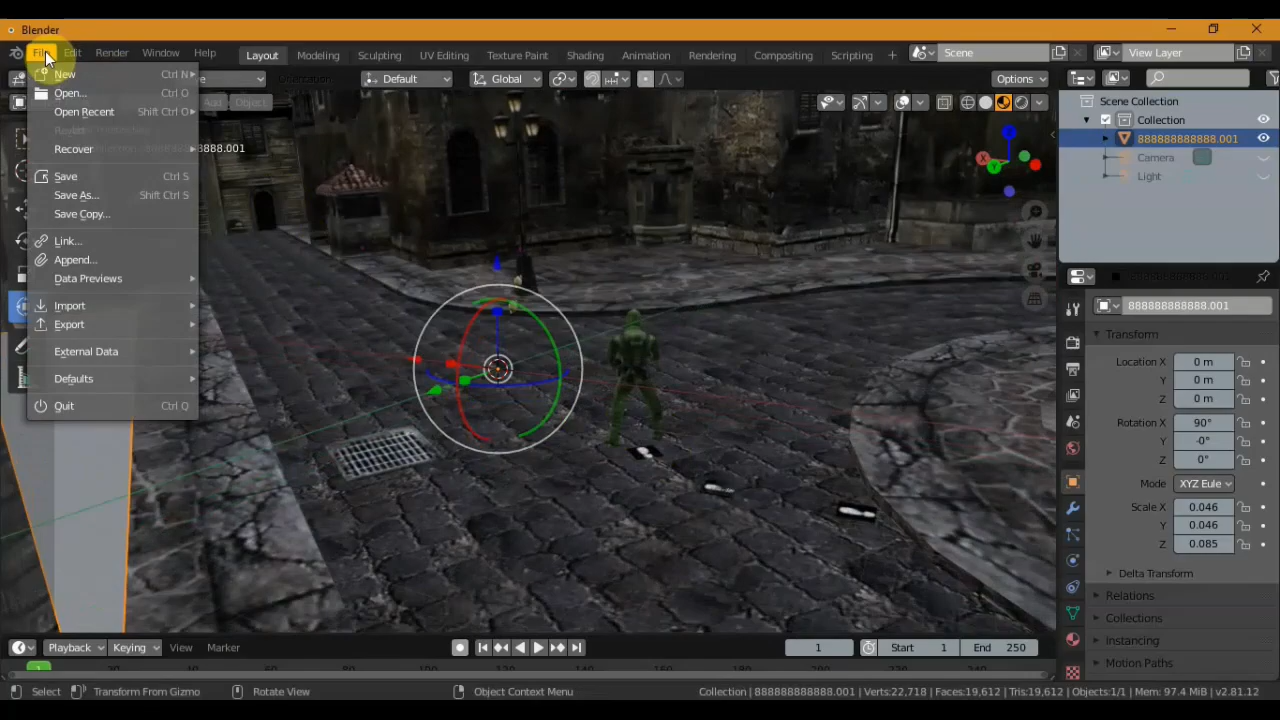 Blender
File Edit Render Window Help Layout Modeling Sculpting UV Editing Texture Paint Shading Animation Rendering Compositing Scripting + Scene View Layer
Default Global Options
Add Object
New Ctrl N
Open... Ctrl O
Open Recent Shift Ctrl O
Recover
Save Ctrl S
Save As... Shift Ctrl S
Save Copy...
Link...
Append...
Data Previews
Import
Export
External Data
Defaults
Quit Ctrl Q
Scene Collection
Collection
888888888888.001
Camera
Light
888888888888.001
Transform
Location X 0 m
Y 0 m
Z 0 m
Rotation X 90°
Y -0°
Z 0°
Mode XYZ Eule
Scale X 0.046
Y 0.046
Z 0.085
Delta Transform
Relations
Collections
Instancing
Motion Paths
Playback Keying View Marker 1 Start 1 End 250
1
Select Transform From Gizmo Rotate View Object Context Menu Collection | 888888888888.001 | Verts:22,718 | Faces:19,612 | Tris:19,612 | Objects:1/1 | Mem: 97.4 MiB | v2.81.12